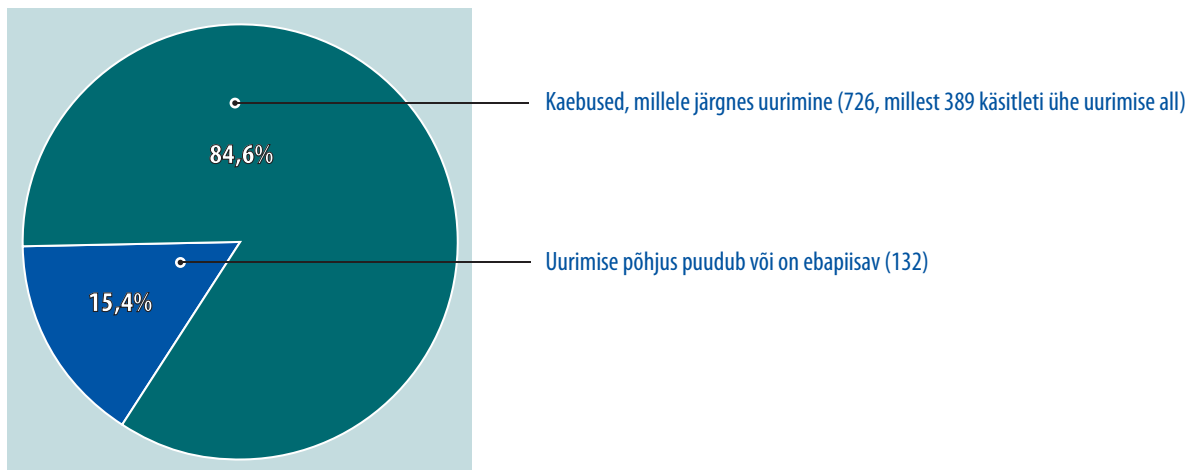 Kaebused, millele järgnes uurimine (726, millest 389 käsitleti ühe uurimise all)
84,6%
Uurimise põhjus puudub või on ebapiisav (132)
15,4%